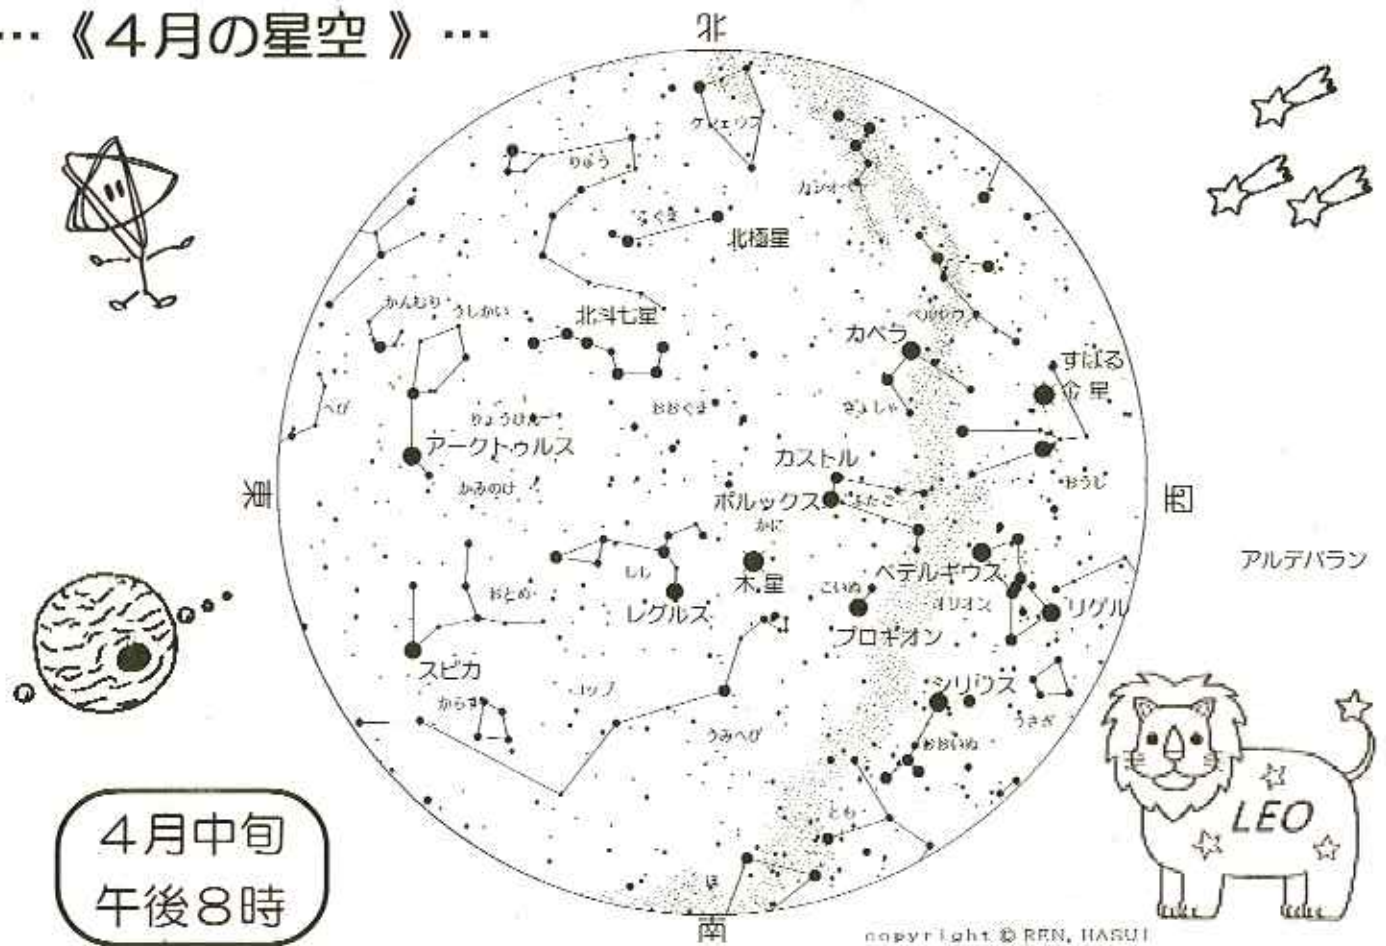 …《４月の星空》…
北
ケフェウス
りゅう
カシオペヤ
こぐま
北極星
かんむり
うしかい
北斗七星
ペルセウス
カペラ
すばる
金星
へび
りょうけん
おおぐま
ぎょしゃ
アークトゥルス
カストル
かみのけ
ポルックス
ふたご
おうし
東
西
かに
しし
木星
ベテルギウス
アルデバラン
おとめ
レグルス
こいぬ
オリオン
リゲル
プロキオン
スピカ
コップ
シリウス
からす
うさぎ
うみへび
おおいぬ
とも
LEO
ほ
４月中旬
午後８時
南
copyright © REN, HASUI